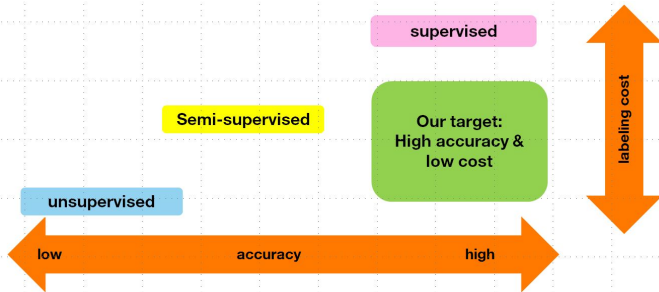 supervised
Semi-supervised
Our target:
High accuracy &
low cost
labeling cost
unsupervised
low accuracy high